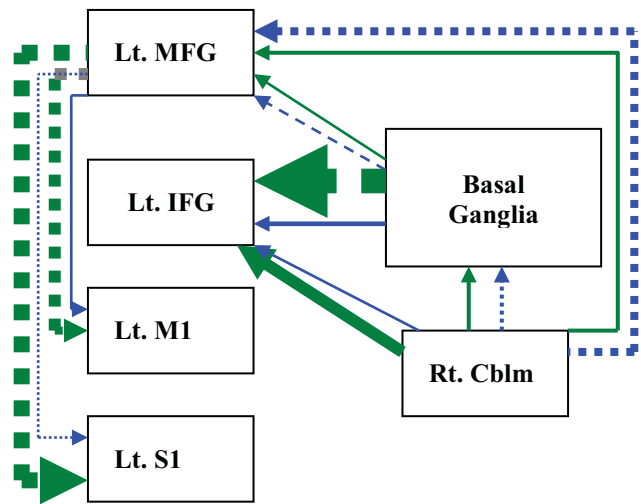 Lt. MFG
Lt. IFG
Basal
Ganglia
Lt. M1
Rt. Cblm
Lt. S1